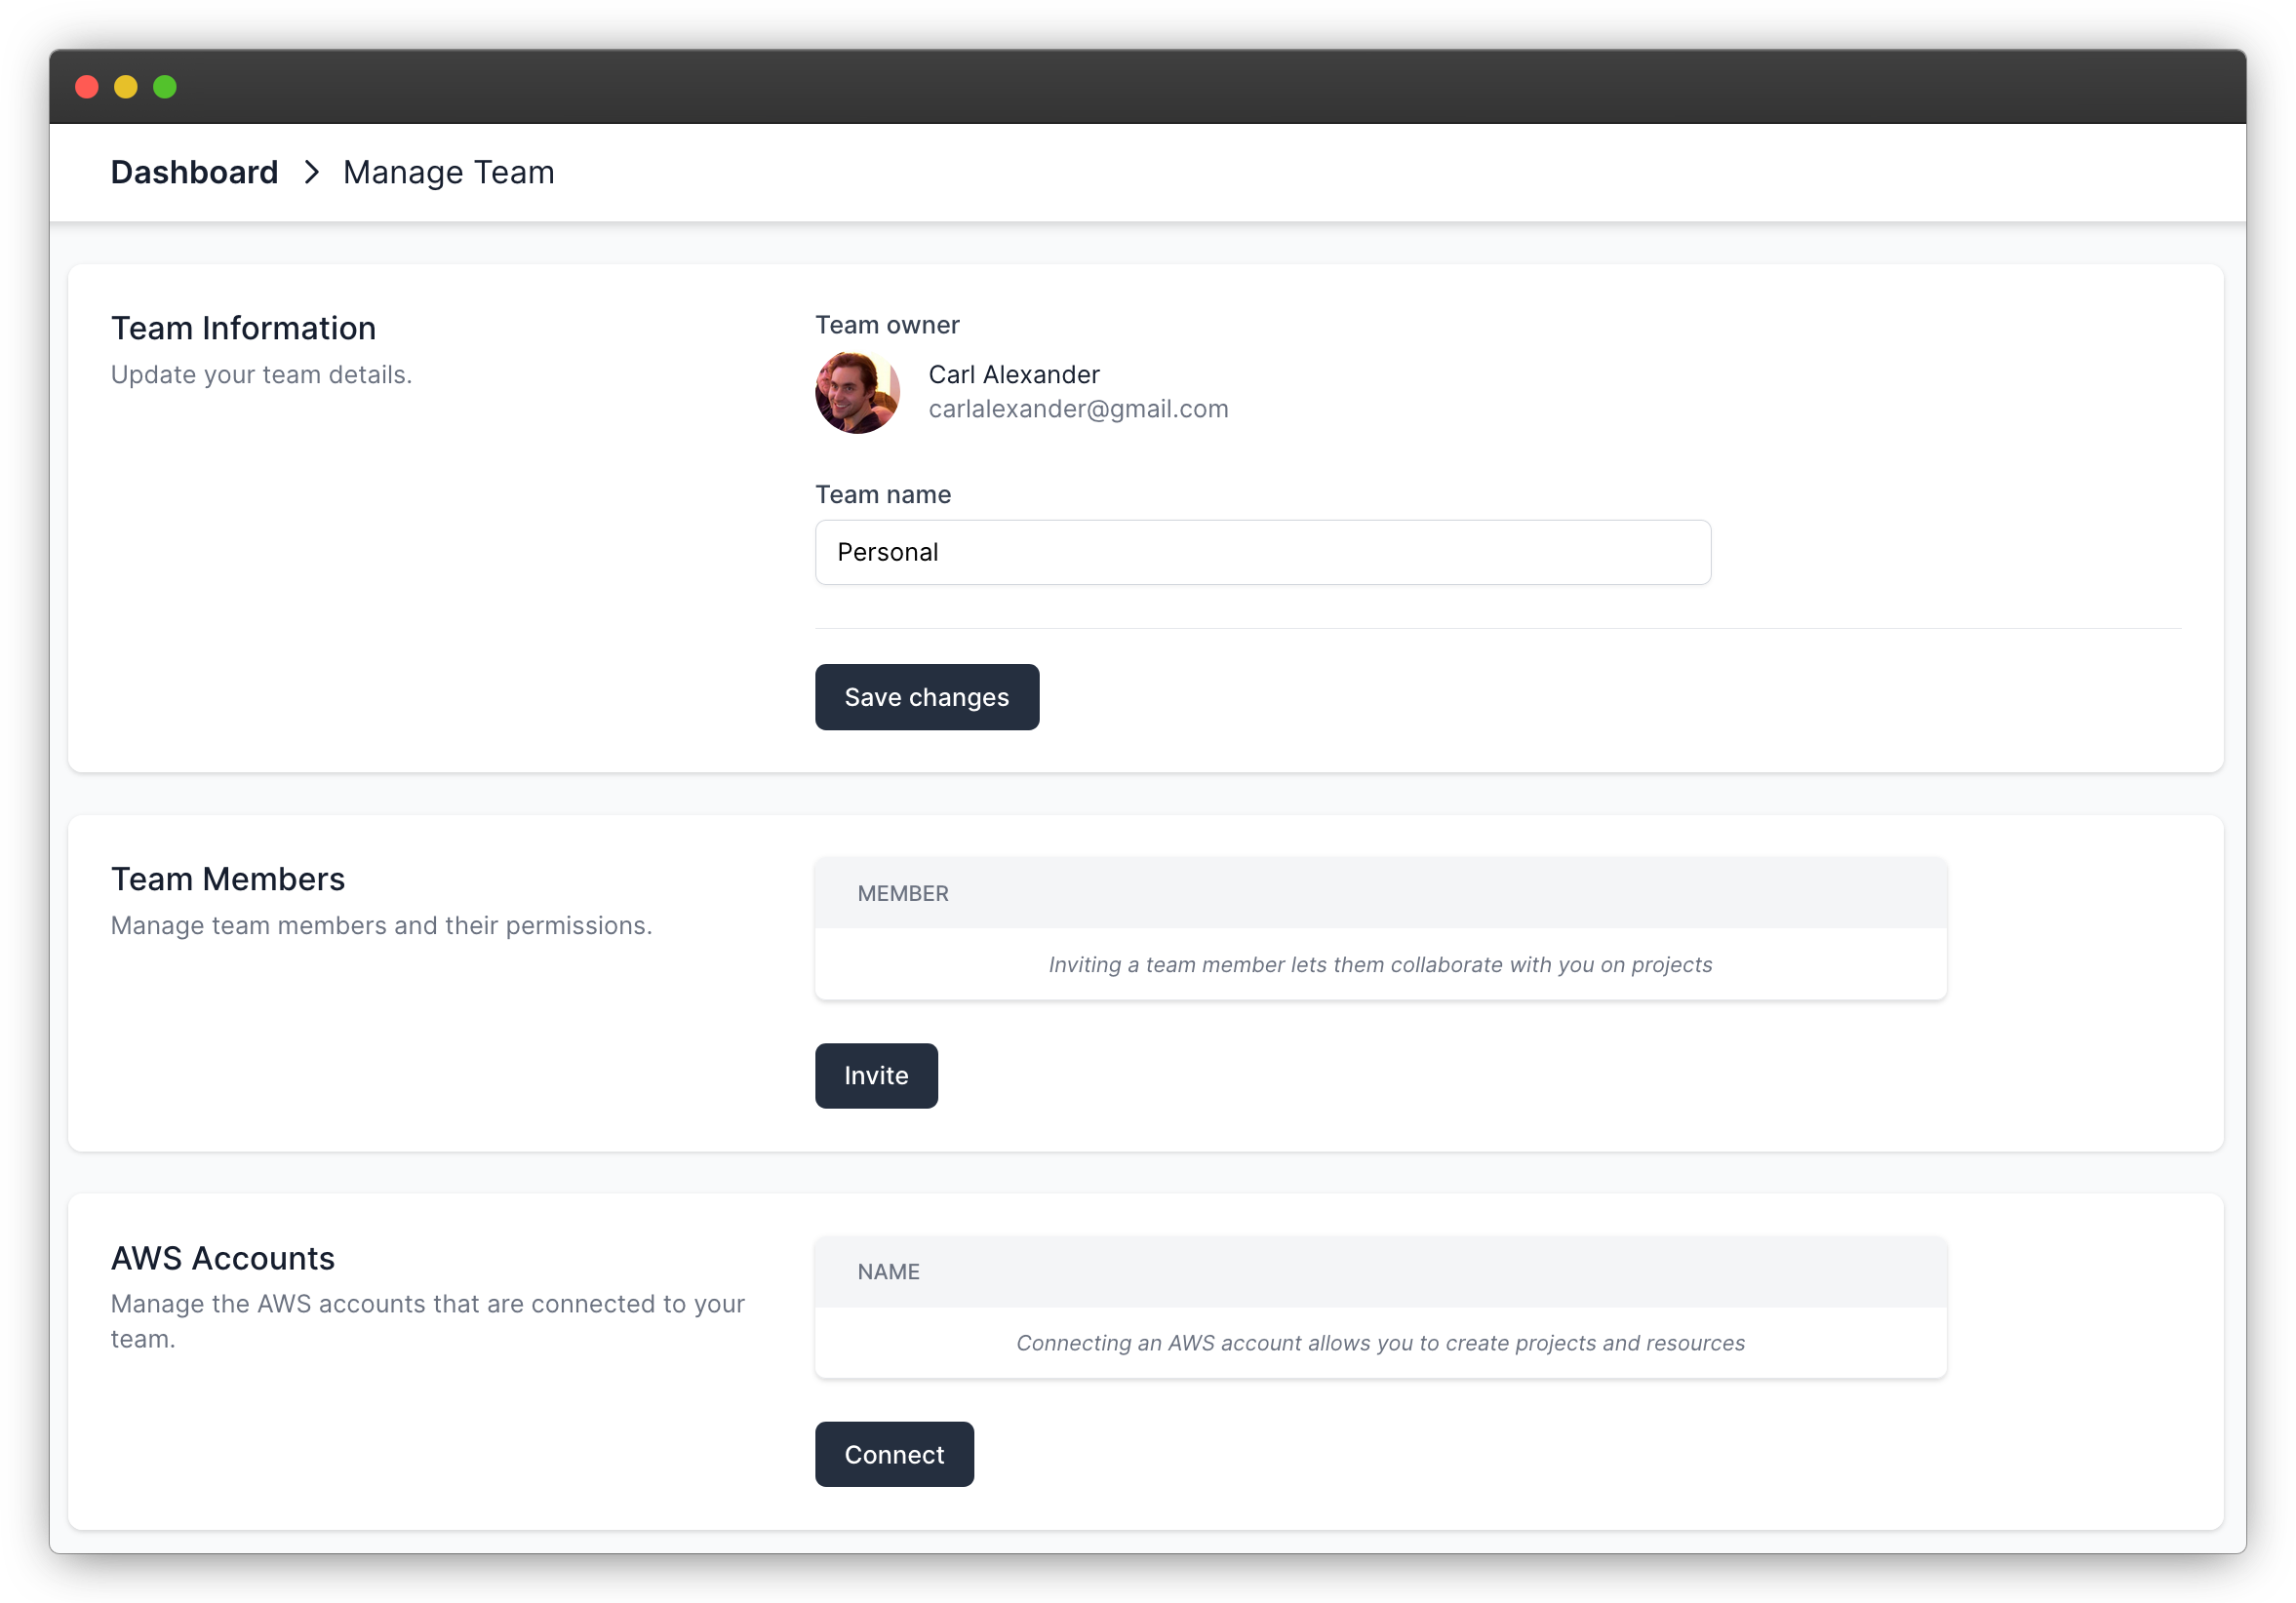 Dashboard > Manage Team
Team Information
Update your team details.
Team owner
Carl Alexander
carlalexander@gmail.com
Team name
Personal
Save changes
Team Members
Manage team members and their permissions.
MEMBER
Inviting a team member lets them collaborate with you on projects
Invite
AWS Accounts
Manage the AWS accounts that are connected to your
team.
NAME
Connecting an AWS account allows you to create projects and resources
Connect